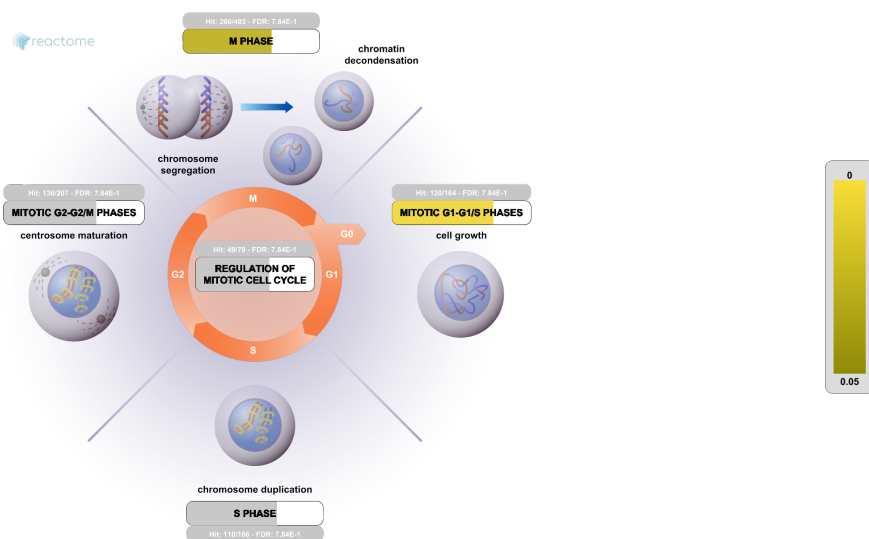 Hit: 260/403 - FDR: 7.84E-1
reactome
M PHASE
chromatin
decondensation
chromosome
segregation
0
Hit: 136/207 - FDR: 7.84E-1
M
Hit: 120/164 - FDR: 7.84E-1
MITOTIC G2-G2/M PHASES
MITOTIC G1-G1/S PHASES
centrosome maturation
G0
cell growth
Hit: 49/79 - FDR: 7.84E-1
REGULATION OF
MITOTIC CELL CYCLE
G2
G1
S
0.05
chromosome duplication
S PHASE
Hit: 110/166 - FDR: 7.84E-1